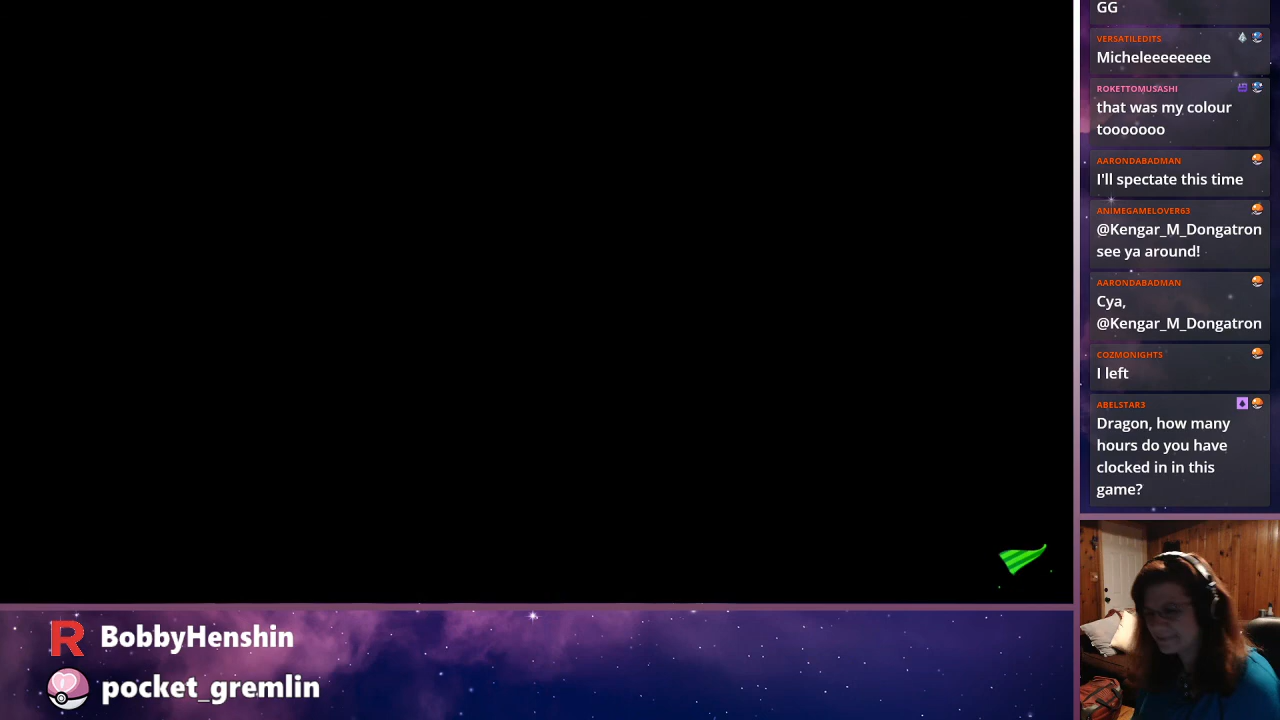 GG
VERSATILEDITS
Micheleeeeeeee
ROKETTOMUSASHI
that was my colour
tooooooo
AARONDABADMAN
I'll spectate this time
ANIMEGAMELOVER63
@Kengar_M_Dongatron
see ya around!
AARONDABADMAN
Cya,
@Kengar_M_Dongatron
COZMONIGHTS
I left
ABELSTAR3
Dragon, how many
hours do you have
clocked in in this
game?
R BobbyHenshin
pocket_gremlin